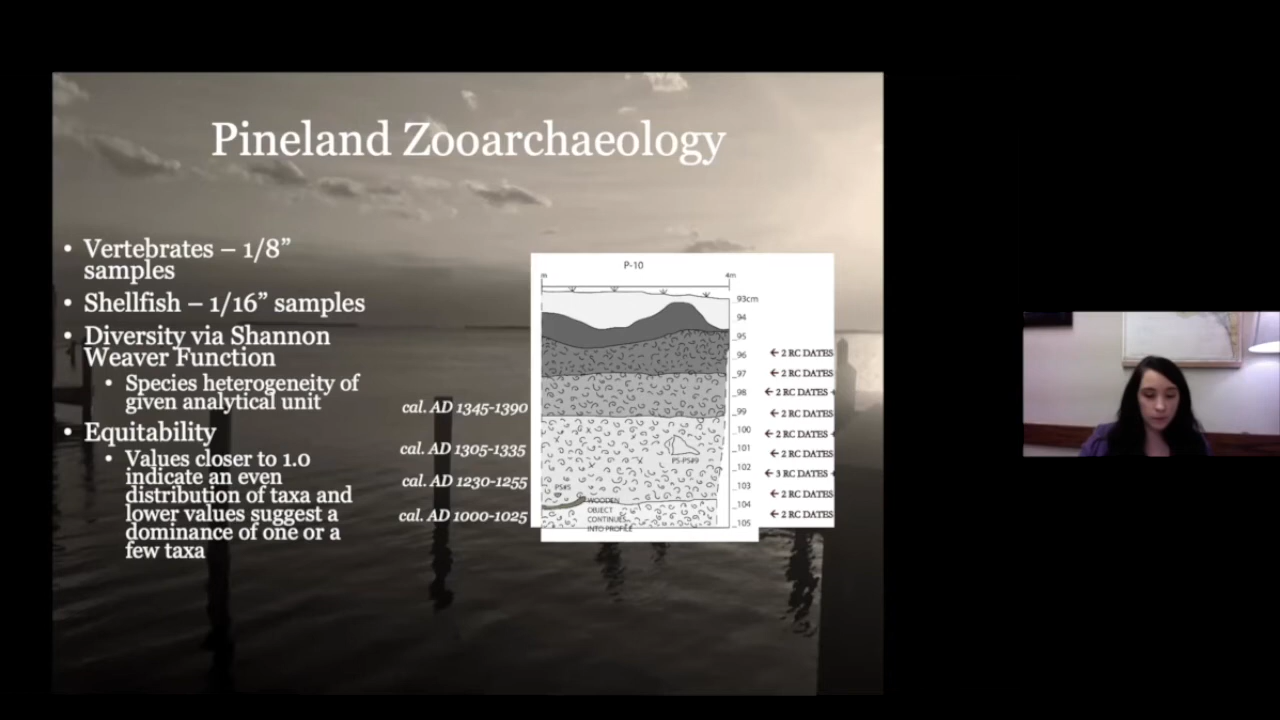 Pineland Zooarchaeology
• Vertebrates – 1/8”
samples
• Shellfish – 1/16” samples
• Diversity via Shannon
Weaver Function
• Species heterogeneity of
given analytical unit
• Equitability
• Values closer to 1.0
indicate an even
distribution of taxa and
lower values suggest a
dominance of one or a
few taxa
cal. AD 1345-1390
cal. AD 1305-1335
cal. AD 1230-1255
cal. AD 1000-1025
P-10
m
4m
93cm
94
95
96
97
98
99
100
101
102
103
104
105
← 2 RC DATES
← 2 RC DATES
← 2 RC DATES
← 2 RC DATES
← 2 RC DATES
← 2 RC DATES
← 3 RC DATES
← 2 RC DATES
← 2 RC DATES
WOODEN
OBJECT
CONTINUES
INTO PROFILE